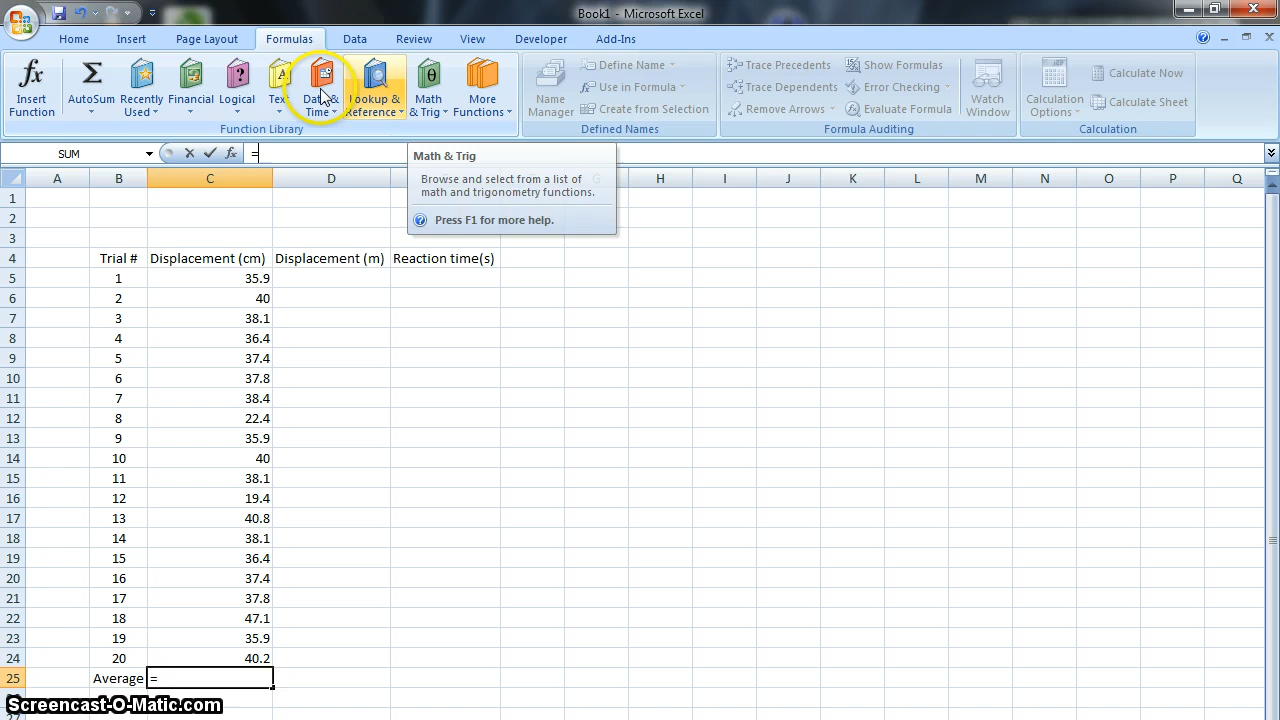 Book1 - Microsoft Excel
Home Insert Page Layout Formulas Data Review View Developer Add-Ins
fx Σ ? A θ
Insert Function AutoSum Recently Used Financial Logical Text Date & Time Lookup & Reference Math & Trig More Functions
Function Library
Name Manager Define Name Use in Formula Create from Selection
Defined Names
Trace Precedents Trace Dependents Remove Arrows Show Formulas Error Checking Evaluate Formula Watch Window
Formula Auditing
Calculation Options Calculate Now Calculate Sheet
Calculation
SUM fx =
Math & Trig
Browse and select from a list of
math and trigonometry functions.
Press F1 for more help.
A B C D G H I J K L M N O P Q
1
2
3
4 Trial # Displacement (cm) Displacement (m) Reaction time(s)
5 1 35.9
6 2 40
7 3 38.1
8 4 36.4
9 5 37.4
10 6 37.8
11 7 38.4
12 8 22.4
13 9 35.9
14 10 40
15 11 38.1
16 12 19.4
17 13 40.8
18 14 38.1
19 15 36.4
20 16 37.4
21 17 37.8
22 18 47.1
23 19 35.9
24 20 40.2
25 Average =
Screencast-O-Matic.com